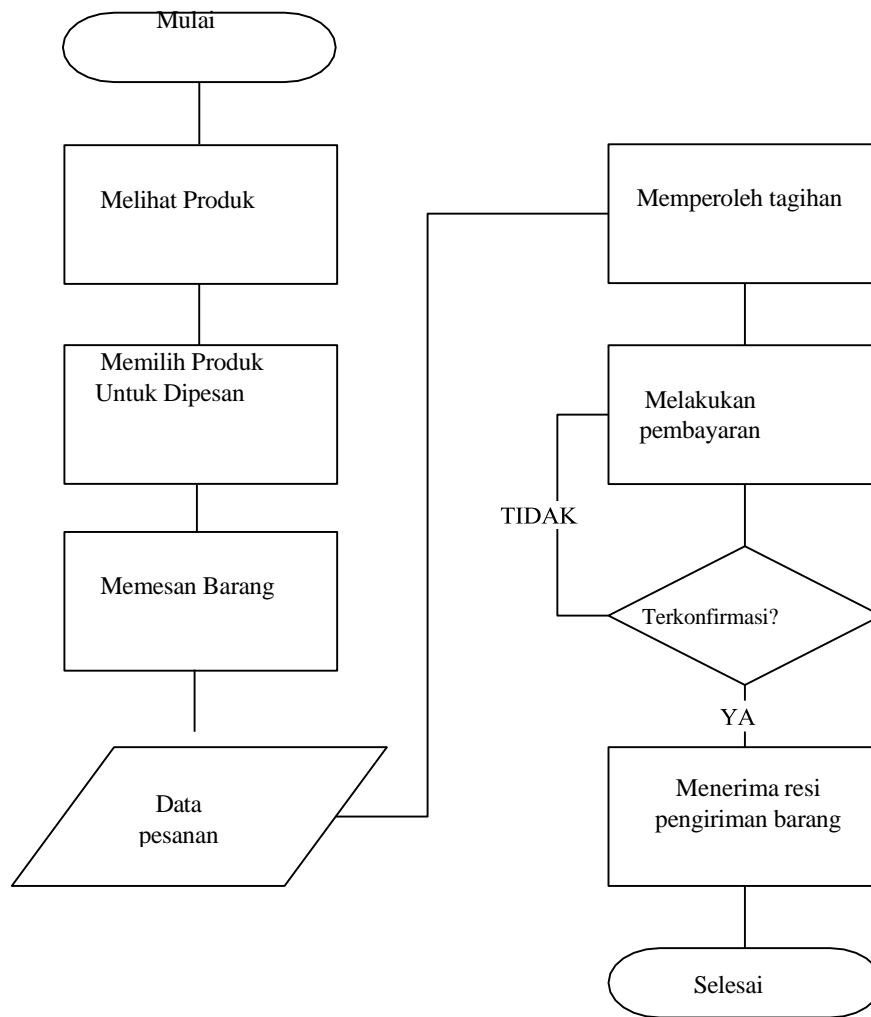 Mulai
Melihat Produk
Memilih Produk
Untuk Dipesan
Memesan Barang
Data
pesanan
Memperoleh tagihan
Melakukan
pembayaran
TIDAK
Terkonfirmasi?
YA
Menerima resi
pengiriman barang
Selesai